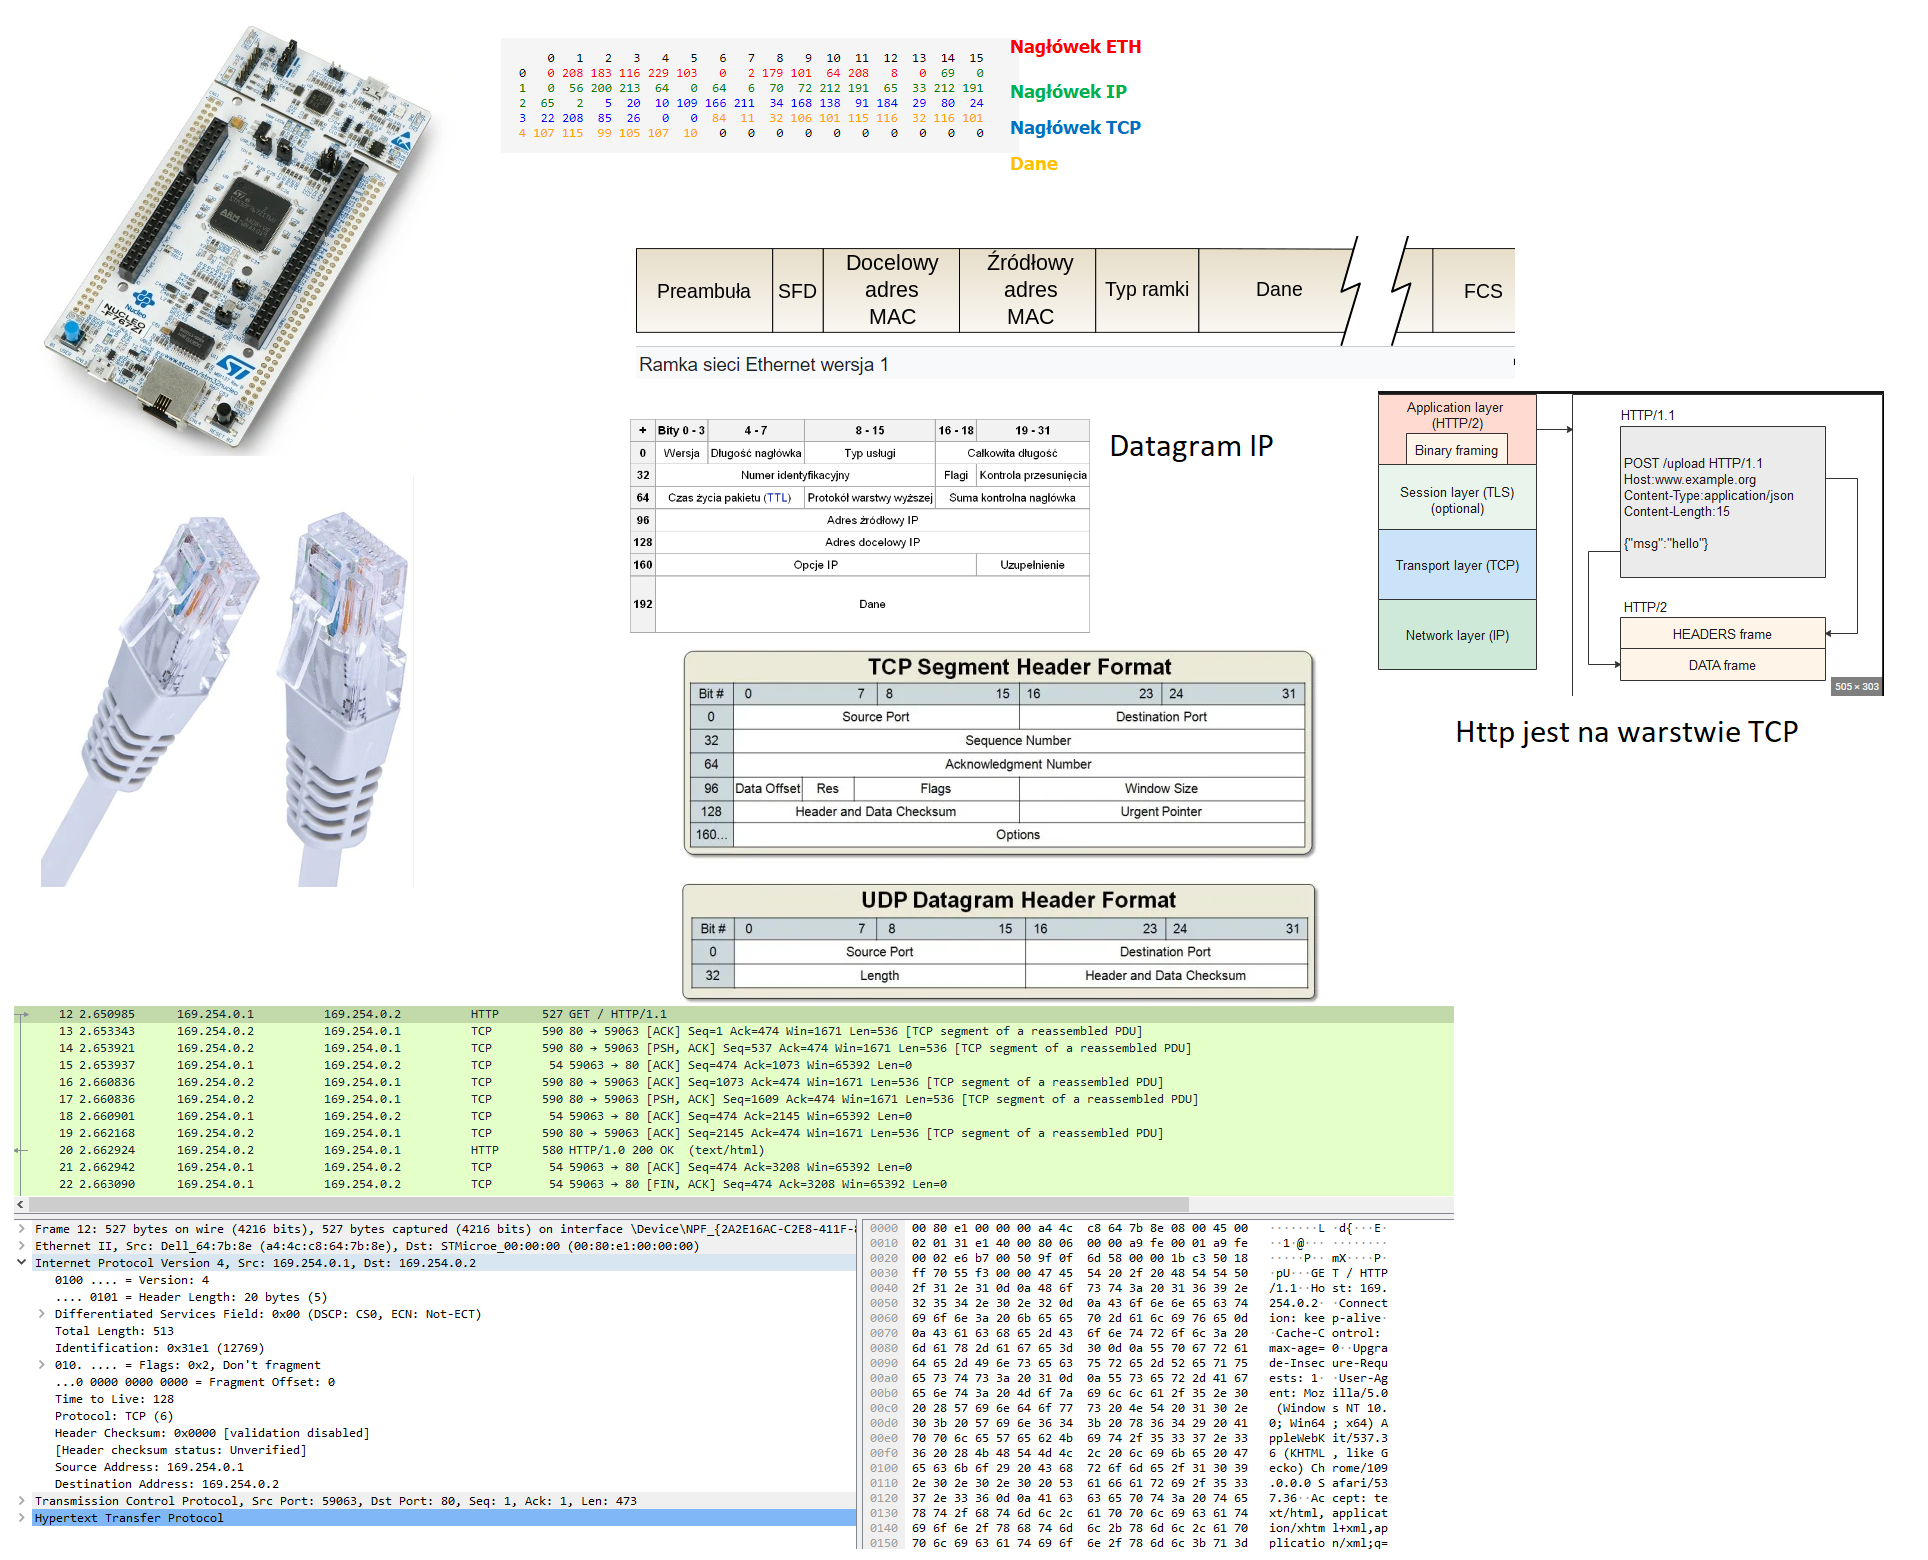 NUCLEO
-F767ZI
www.st.com/stm32nucleo
ARM
0 1 2 3 4 5 6 7 8 9 10 11 12 13 14 15
0 0 208 183 116 229 103 0 2 179 101 64 208 8 0 69 0
1 0 56 200 213 64 0 64 6 70 72 212 191 65 33 212 191
2 65 2 5 20 10 109 166 211 34 168 138 91 184 29 80 24
3 22 208 85 26 0 0 84 11 32 106 101 115 116 32 116 101
4 107 115 99 105 107 10 0 0 0 0 0 0 0 0 0 0
Nagłówek ETH
Nagłówek IP
Nagłówek TCP
Dane
Preambuła SFD Docelowy adres MAC Źródłowy adres MAC Typ ramki Dane FCS
Ramka sieci Ethernet wersja 1
+ Bity 0 - 3 4 - 7 8 - 15 16 - 18 19 - 31
0 Wersja Długość nagłówka Typ usługi Całkowita długość
32 Numer identyfikacyjny Flagi Kontrola przesunięcia
64 Czas życia pakietu (TTL) Protokół warstwy wyższej Suma kontrolna nagłówka
96 Adres źródłowy IP
128 Adres docelowy IP
160 Opcje IP Uzupełnienie
192 Dane
Datagram IP
Application layer
(HTTP/2)
Binary framing
Session layer (TLS)
(optional)
Transport layer (TCP)
Network layer (IP)
HTTP/1.1
POST /upload HTTP/1.1
Host:www.example.org
Content-Type:application/json
Content-Length:15
{"msg":"hello"}
HTTP/2
HEADERS frame
DATA frame
505 × 303
Http jest na warstwie TCP
TCP Segment Header Format
Bit # 0 7 8 15 16 23 24 31
0 Source Port Destination Port
32 Sequence Number
64 Acknowledgment Number
96 Data Offset Res Flags Window Size
128 Header and Data Checksum Urgent Pointer
160... Options
UDP Datagram Header Format
Bit # 0 7 8 15 16 23 24 31
0 Source Port Destination Port
32 Length Header and Data Checksum
12 2.650985 169.254.0.1 169.254.0.2 HTTP 527 GET / HTTP/1.1
13 2.653343 169.254.0.2 169.254.0.1 TCP 590 80 → 59063 [ACK] Seq=1 Ack=474 Win=1671 Len=536 [TCP segment of a reassembled PDU]
14 2.653921 169.254.0.2 169.254.0.1 TCP 590 80 → 59063 [PSH, ACK] Seq=537 Ack=474 Win=1671 Len=536 [TCP segment of a reassembled PDU]
15 2.653937 169.254.0.1 169.254.0.2 TCP 54 59063 → 80 [ACK] Seq=474 Ack=1073 Win=65392 Len=0
16 2.660836 169.254.0.2 169.254.0.1 TCP 590 80 → 59063 [ACK] Seq=1073 Ack=474 Win=1671 Len=536 [TCP segment of a reassembled PDU]
17 2.660836 169.254.0.2 169.254.0.1 TCP 590 80 → 59063 [PSH, ACK] Seq=1609 Ack=474 Win=1671 Len=536 [TCP segment of a reassembled PDU]
18 2.660901 169.254.0.1 169.254.0.2 TCP 54 59063 → 80 [ACK] Seq=474 Ack=2145 Win=65392 Len=0
19 2.662168 169.254.0.2 169.254.0.1 TCP 590 80 → 59063 [ACK] Seq=2145 Ack=474 Win=1671 Len=536 [TCP segment of a reassembled PDU]
20 2.662924 169.254.0.2 169.254.0.1 HTTP 580 HTTP/1.0 200 OK (text/html)
21 2.662942 169.254.0.1 169.254.0.2 TCP 54 59063 → 80 [ACK] Seq=474 Ack=3208 Win=65392 Len=0
22 2.663090 169.254.0.1 169.254.0.2 TCP 54 59063 → 80 [FIN, ACK] Seq=474 Ack=3208 Win=65392 Len=0
Frame 12: 527 bytes on wire (4216 bits), 527 bytes captured (4216 bits) on interface \Device\NPF_{2A2E16AC-C2E8-411F-
Ethernet II, Src: Dell_64:7b:8e (a4:4c:c8:64:7b:8e), Dst: STMicroe_00:00:00 (00:80:e1:00:00:00)
Internet Protocol Version 4, Src: 169.254.0.1, Dst: 169.254.0.2
0100 .... = Version: 4
.... 0101 = Header Length: 20 bytes (5)
Differentiated Services Field: 0x00 (DSCP: CS0, ECN: Not-ECT)
Total Length: 513
Identification: 0x31e1 (12769)
010. .... = Flags: 0x2, Don't fragment
...0 0000 0000 0000 = Fragment Offset: 0
Time to Live: 128
Protocol: TCP (6)
Header Checksum: 0x0000 [validation disabled]
[Header checksum status: Unverified]
Source Address: 169.254.0.1
Destination Address: 169.254.0.2
Transmission Control Protocol, Src Port: 59063, Dst Port: 80, Seq: 1, Ack: 1, Len: 473
Hypertext Transfer Protocol
0000 00 80 e1 00 00 00 a4 4c c8 64 7b 8e 08 00 45 00 ·······L ·d{···E·
0010 02 01 31 e1 40 00 80 06 00 00 a9 fe 00 01 a9 fe ··1·@··· ········
0020 00 02 e6 b7 00 50 9f 0f 6d 58 00 00 1b c3 50 18 ·····P·· mX····P·
0030 ff 70 55 f3 00 00 47 45 54 20 2f 20 48 54 54 50 ·pU···GE T / HTTP
0040 2f 31 2e 31 0d 0a 48 6f 73 74 3a 20 31 36 39 2e /1.1··Ho st: 169.
0050 32 35 34 2e 30 2e 32 0d 0a 43 6f 6e 6e 65 63 74 254.0.2· ·Connect
0060 69 6f 6e 3a 20 6b 65 65 70 2d 61 6c 69 76 65 0d ion: kee p-alive·
0070 0a 43 61 63 68 65 2d 43 6f 6e 74 72 6f 6c 3a 20 ·Cache-C ontrol:
0080 6d 61 78 2d 61 67 65 3d 30 0d 0a 55 70 67 72 61 max-age= 0··Upgra
0090 64 65 2d 49 6e 73 65 63 75 72 65 2d 52 65 71 75 de-Insec ure-Requ
00a0 65 73 74 73 3a 20 31 0d 0a 55 73 65 72 2d 41 67 ests: 1· ·User-Ag
00b0 65 6e 74 3a 20 4d 6f 7a 69 6c 6c 61 2f 35 2e 30 ent: Moz illa/5.0
00c0 20 28 57 69 6e 64 6f 77 73 20 4e 54 20 31 30 2e (Window s NT 10.
00d0 30 3b 20 57 69 6e 36 34 3b 20 78 36 34 29 20 41 0; Win64 ; x64) A
00e0 70 70 6c 65 57 65 62 4b 69 74 2f 35 33 37 2e 33 ppleWebK it/537.3
00f0 36 20 28 4b 48 54 4d 4c 2c 20 6c 69 6b 65 20 47 6 (KHTML , like G
0100 65 63 6b 6f 29 20 43 68 72 6f 6d 65 2f 31 30 39 ecko) Ch rome/109
0110 2e 30 2e 30 2e 30 20 53 61 66 61 72 69 2f 35 33 .0.0.0 S afari/53
0120 37 2e 33 36 0d 0a 41 63 63 65 70 74 3a 20 74 65 7.36··Ac cept: te
0130 78 74 2f 68 74 6d 6c 2c 61 70 70 6c 69 63 61 74 xt/html, applicat
0140 69 6f 6e 2f 78 68 74 6d 6c 2b 78 6d 6c 2c 61 70 ion/xhtm l+xml,ap
0150 70 6c 69 63 61 74 69 6f 6e 2f 78 6d 6c 3b 71 3d plicatio n/xml;q=